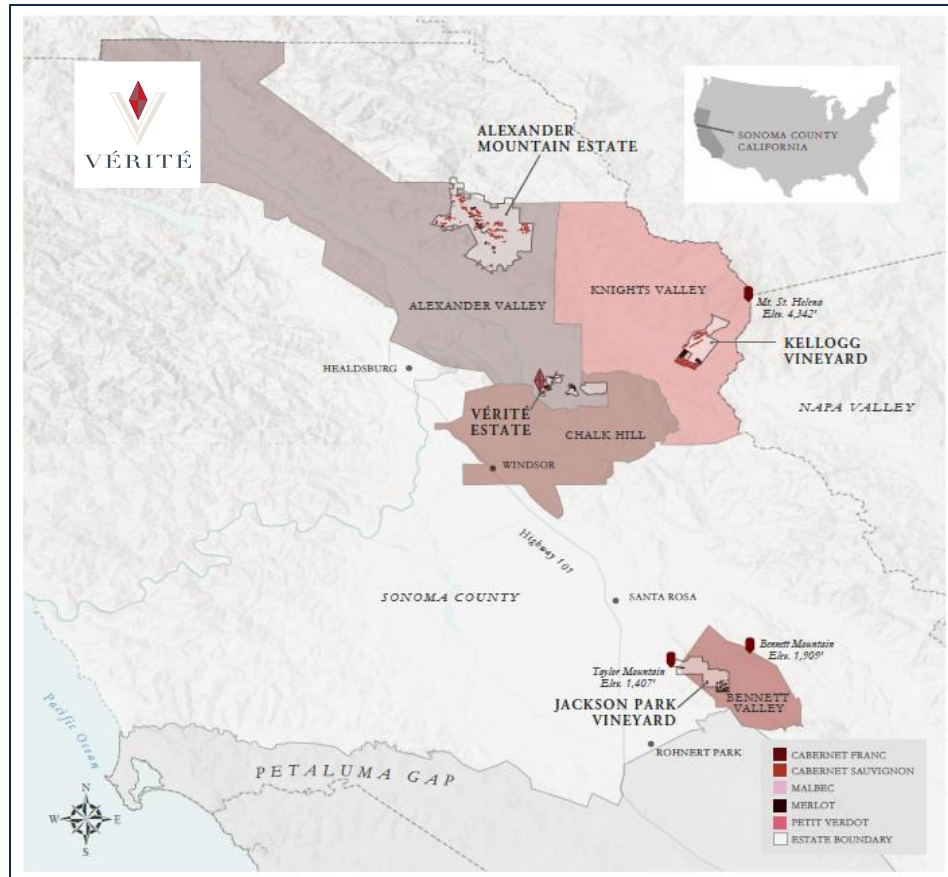 VÉRITÉ
ALEXANDER
MOUNTAIN ESTATE
SONOMA COUNTY
CALIFORNIA
KNIGHTS VALLEY
ALEXANDER VALLEY
Mt. St. Helena
Elev. 4,342'
KELLOGG
VINEYARD
HEALDSBURG
NAPA VALLEY
VÉRITÉ
ESTATE
CHALK HILL
WINDSOR
Highway 101
SONOMA COUNTY
SANTA ROSA
Bennett Mountain
Elev. 1,909'
Taylor Mountain
Elev. 1,407'
BENNETT
VALLEY
JACKSON PARK
VINEYARD
Pacific Ocean
ROHNERT PARK
PETALUMA GAP
CABERNET FRANC
CABERNET SAUVIGNON
MALBEC
MERLOT
PETIT VERDOT
ESTATE BOUNDARY
N
W E
S